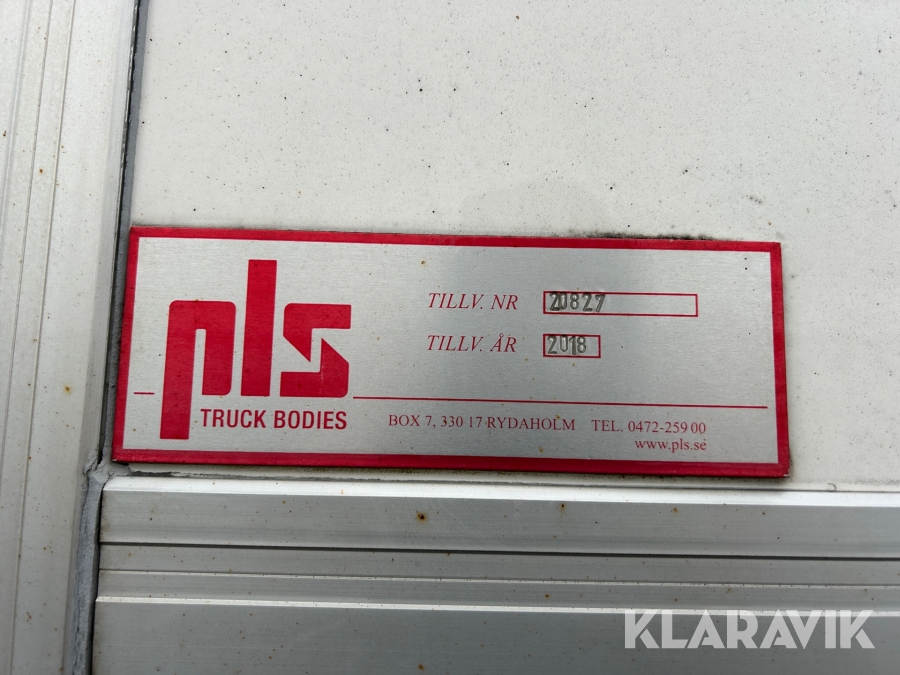 pls
TRUCK BODIES
TILLV. NR 20827
TILLV. ÅR 2018
BOX 7, 330 17 RYDAHOLM TEL. 0472-259 00
www.pls.se
KLARAVIK